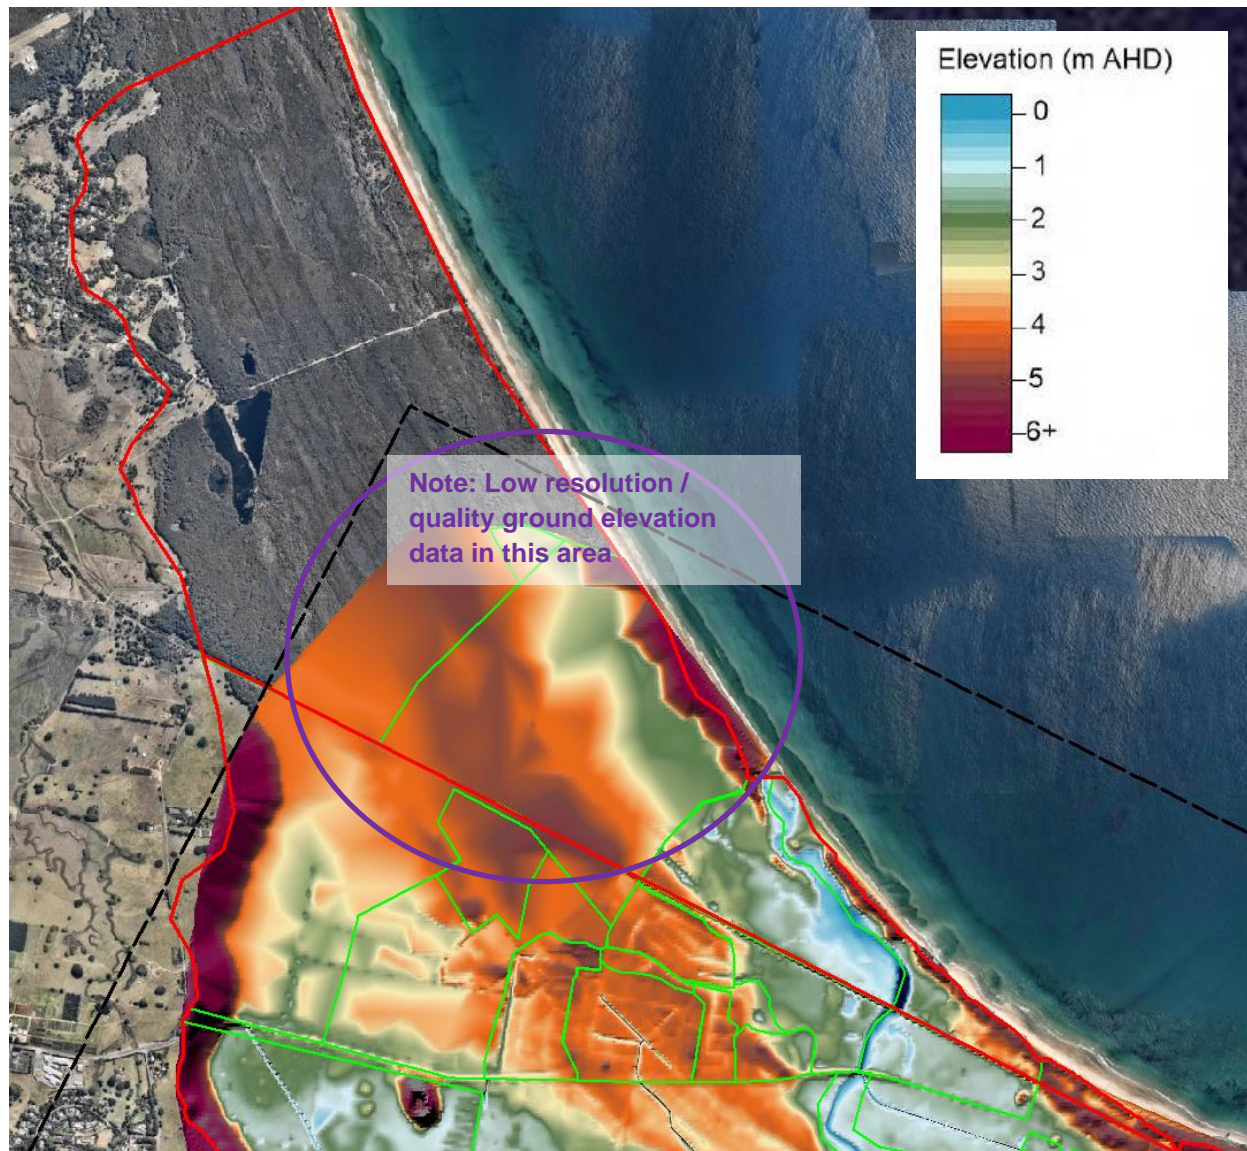 Elevation (m AHD)
0
1
2
3
4
5
6+
Note: Low resolution /
quality ground elevation
data in this area